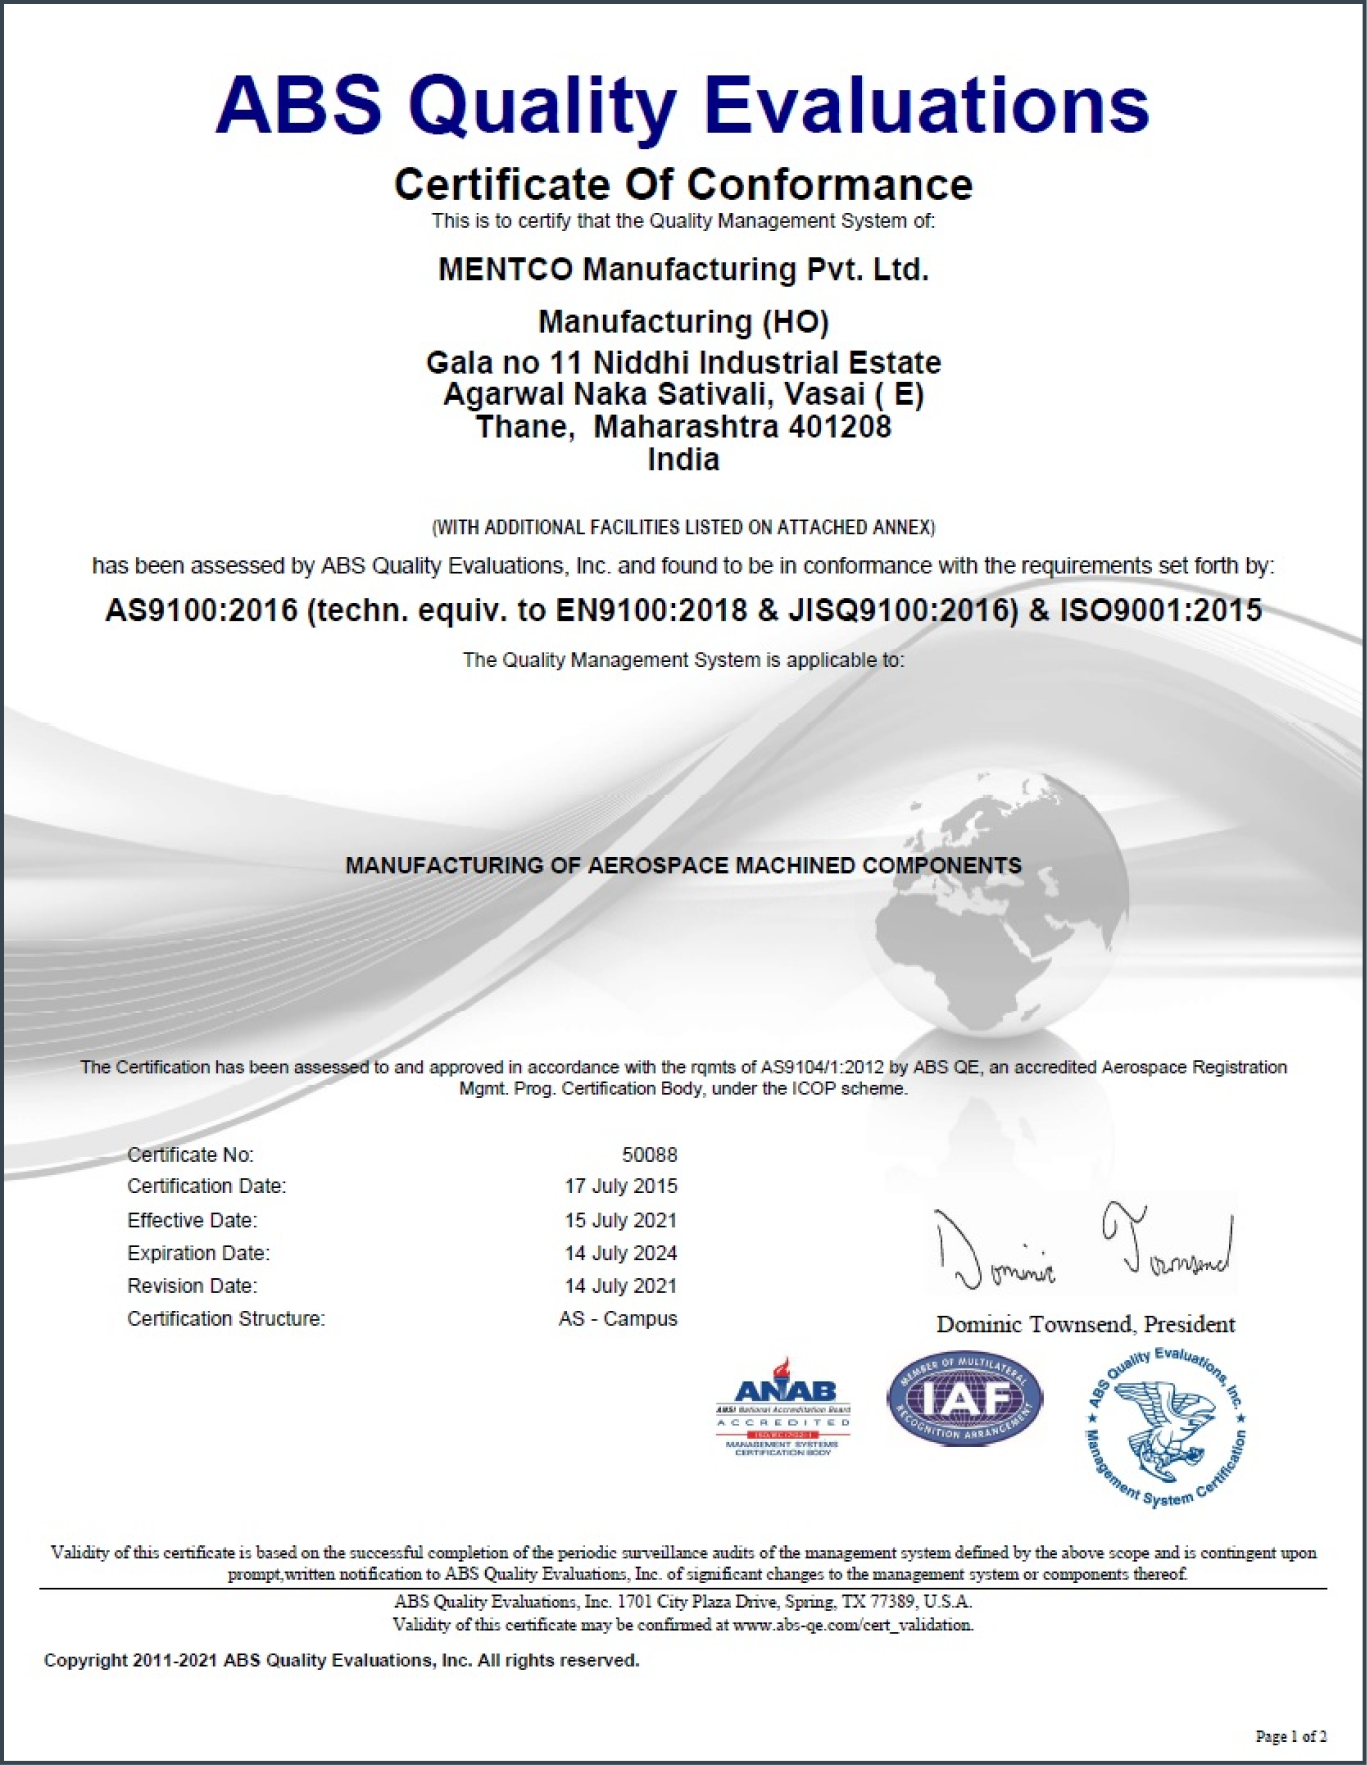 ABS Quality Evaluations
Certificate Of Conformance
This is to certify that the Quality Management System of:
MENTCO Manufacturing Pvt. Ltd.
Manufacturing (HO)
Gala no 11 Niddhi Industrial Estate
Agarwal Naka Sativali, Vasai ( E)
Thane,  Maharashtra 401208
India
(WITH ADDITIONAL FACILITIES LISTED ON ATTACHED ANNEX)
has been assessed by ABS Quality Evaluations, Inc. and found to be in conformance with the requirements set forth by:
AS9100:2016 (techn. equiv. to EN9100:2018 & JISQ9100:2016) & ISO9001:2015
The Quality Management System is applicable to:
MANUFACTURING OF AEROSPACE MACHINED COMPONENTS
The Certification has been assessed to and approved in accordance with the rqmts of AS9104/1:2012 by ABS QE, an accredited Aerospace Registration
Mgmt. Prog. Certification Body, under the ICOP scheme.
Certificate No: 50088
Certification Date: 17 July 2015
Effective Date: 15 July 2021
Expiration Date: 14 July 2024
Revision Date: 14 July 2021
Certification Structure: AS - Campus
Dominic Townsend
Dominic Townsend, President
ANAB
ANSI National Accreditation Board
ACCREDITED
MANAGEMENT SYSTEMS
CERTIFICATION BODY
MEMBER OF MULTILATERAL
IAF
RECOGNITION ARRANGEMENT
ABS Quality Evaluations, Inc.
Management System Certification
Validity of this certificate is based on the successful completion of the periodic surveillance audits of the management system defined by the above scope and is contingent upon
prompt,written notification to ABS Quality Evaluations, Inc. of significant changes to the management system or components thereof.
ABS Quality Evaluations, Inc. 1701 City Plaza Drive, Spring, TX 77389, U.S.A.
Validity of this certificate may be confirmed at www.abs-qe.com/cert_validation.
Copyright 2011-2021 ABS Quality Evaluations, Inc. All rights reserved.
Page 1 of 2